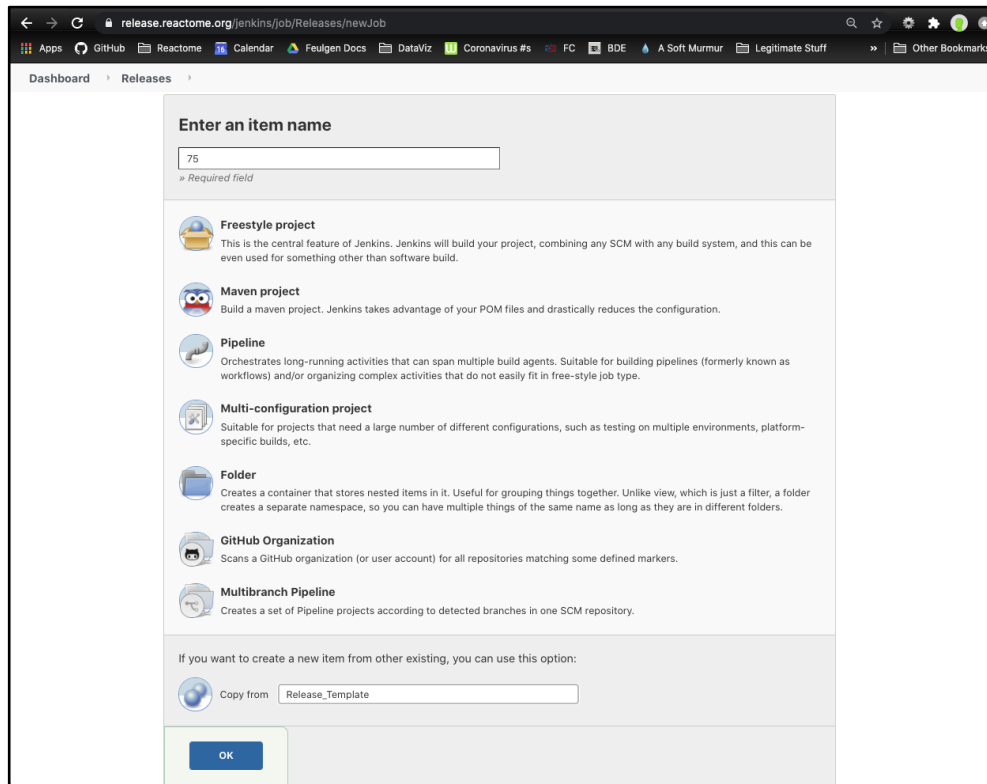 release.reactome.org/jenkins/job/Releases/newJob
Apps GitHub Reactome 16 Calendar Feulgen Docs DataViz Coronavirus #s FC BDE A Soft Murmur Legitimate Stuff » Other Bookmarks
Dashboard Releases
Enter an item name
75
» Required field
Freestyle project
This is the central feature of Jenkins. Jenkins will build your project, combining any SCM with any build system, and this can be
even used for something other than software build.
Maven project
Build a maven project. Jenkins takes advantage of your POM files and drastically reduces the configuration.
Pipeline
Orchestrates long-running activities that can span multiple build agents. Suitable for building pipelines (formerly known as
workflows) and/or organizing complex activities that do not easily fit in free-style job type.
Multi-configuration project
Suitable for projects that need a large number of different configurations, such as testing on multiple environments, platform-
specific builds, etc.
Folder
Creates a container that stores nested items in it. Useful for grouping things together. Unlike view, which is just a filter, a folder
creates a separate namespace, so you can have multiple things of the same name as long as they are in different folders.
GitHub Organization
Scans a GitHub organization (or user account) for all repositories matching some defined markers.
Multibranch Pipeline
Creates a set of Pipeline projects according to detected branches in one SCM repository.
If you want to create a new item from other existing, you can use this option:
Copy from Release_Template
OK